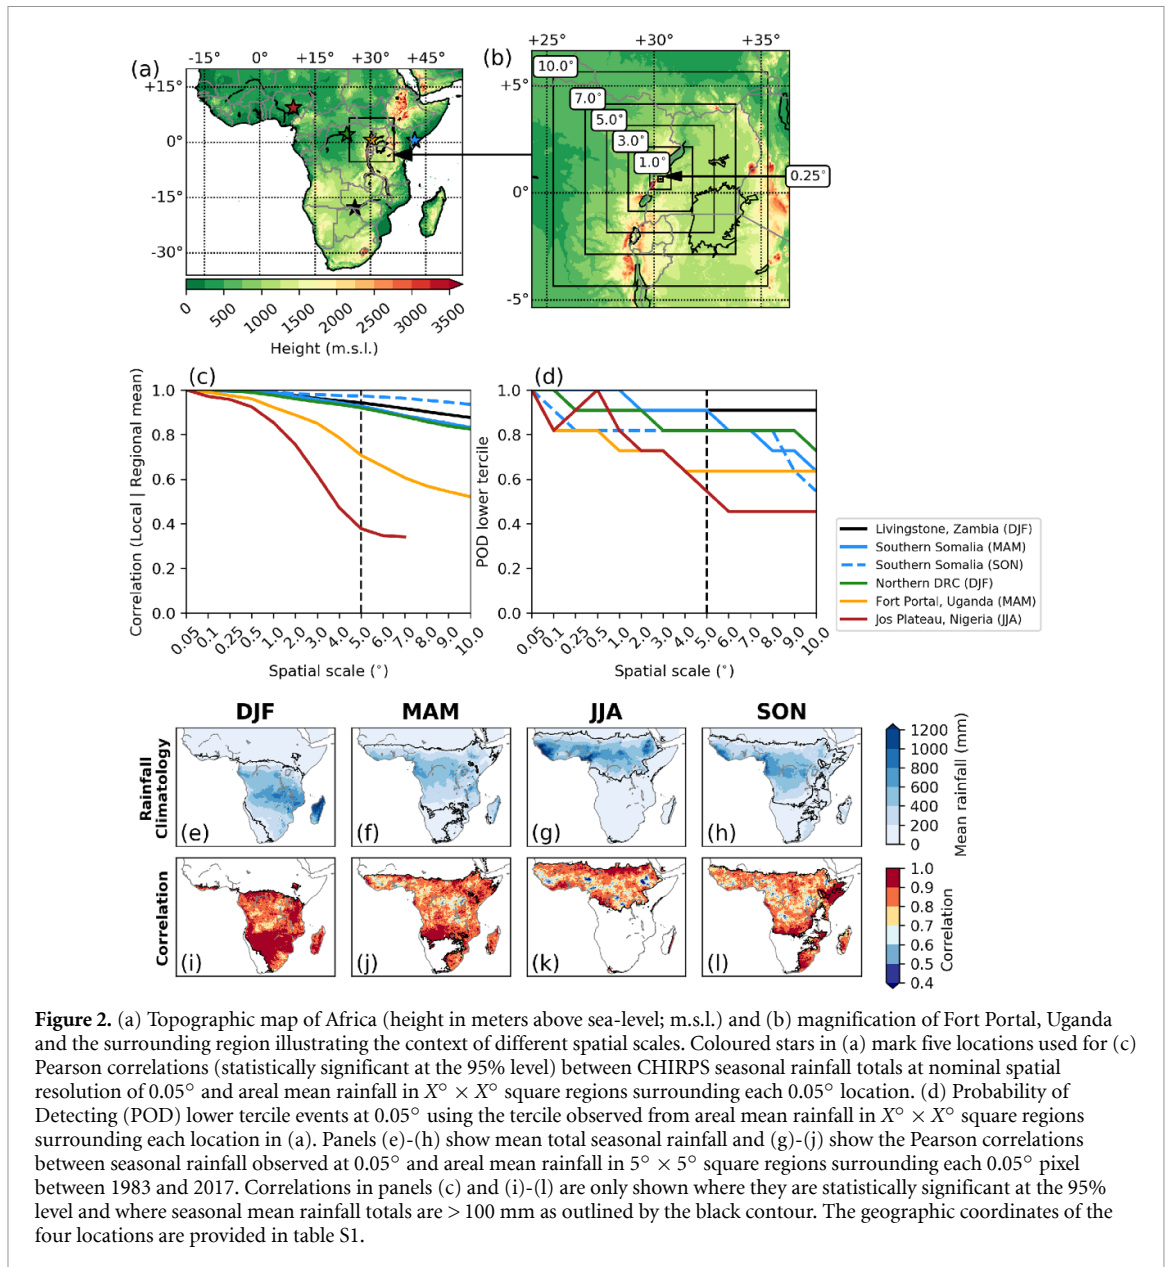 -15° 0° +15° +30° +45°
(a)
+15°
0°
-15°
-30°
0 500 1000 1500 2000 2500 3000 3500
Height (m.s.l.)
+25° +30° +35°
(b)
10.0°
+5°
7.0°
5.0°
3.0°
1.0°
0.25°
0°
-5°
(c)
Correlation (Local | Regional mean)
1.0
0.8
0.6
0.4
0.2
0.0
0.05 0.1 0.25 0.5 1.0 2.0 3.0 4.0 5.0 6.0 7.0 8.0 9.0 10.0
Spatial scale (°)
(d)
POD lower tercile
1.0
0.8
0.6
0.4
0.2
0.0
0.05 0.1 0.25 0.5 1.0 2.0 3.0 4.0 5.0 6.0 7.0 8.0 9.0 10.0
Spatial scale (°)
Livingstone, Zambia (DJF)
Southern Somalia (MAM)
Southern Somalia (SON)
Northern DRC (DJF)
Fort Portal, Uganda (MAM)
Jos Plateau, Nigeria (JJA)
DJF MAM JJA SON
Rainfall
Climatology
(e) (f) (g) (h)
1200
1000
800
600
400
200
0
Mean rainfall (mm)
Correlation
(i) (j) (k) (l)
1.0
0.9
0.8
0.7
0.6
0.5
0.4
Correlation
Figure 2. (a) Topographic map of Africa (height in meters above sea-level; m.s.l.) and (b) magnification of Fort Portal, Uganda
and the surrounding region illustrating the context of different spatial scales. Coloured stars in (a) mark five locations used for (c)
Pearson correlations (statistically significant at the 95% level) between CHIRPS seasonal rainfall totals at nominal spatial
resolution of 0.05° and areal mean rainfall in X° × X° square regions surrounding each 0.05° location. (d) Probability of
Detecting (POD) lower tercile events at 0.05° using the tercile observed from areal mean rainfall in X° × X° square regions
surrounding each location in (a). Panels (e)-(h) show mean total seasonal rainfall and (g)-(j) show the Pearson correlations
between seasonal rainfall observed at 0.05° and areal mean rainfall in 5° × 5° square regions surrounding each 0.05° pixel
between 1983 and 2017. Correlations in panels (c) and (i)-(l) are only shown where they are statistically significant at the 95%
level and where seasonal mean rainfall totals are > 100 mm as outlined by the black contour. The geographic coordinates of the
four locations are provided in table S1.